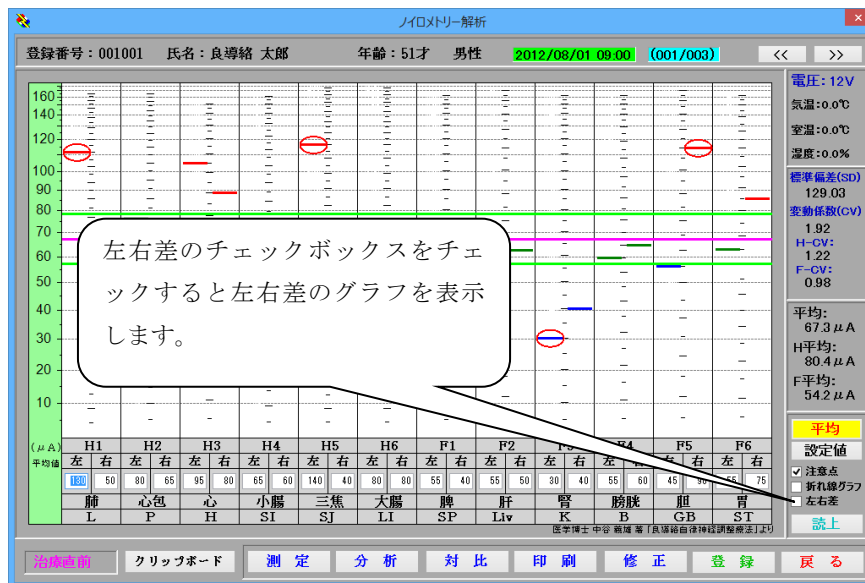 ノイロメトリー解析
登録番号：001001 氏名：良導絡 太郎 年齢：51才 男性 2012/08/01 09:00 (001/003) << >>
160
140
120
100
90
80
70
60
50
40
30
20
10
左右差のチェックボックスをチェ
ックすると左右差のグラフを表示
します。
電圧：12V
気温：0.0℃
室温：0.0℃
湿度：0.0%
標準偏差(SD)
129.03
変動係数(CV)
1.92
H-CV：
1.22
F-CV：
0.98
平均：
67.3μA
H平均：
80.4μA
F平均：
54.2μA
平均
設定値
注意点
折れ線グラフ
左右差
読上
(μA) H1 H2 H3 H4 H5 H6 F1 F2 F3 F4 F5 F6
平均値 左 右 左 右 左 右 左 右 左 右 左 右 左 右 左 右 左 右 左 右 左 右 左 右
130 50 80 65 95 80 65 60 140 40 80 80 55 40 55 50 30 40 55 60 45 55 75
肺 心包 心 小腸 三焦 大腸 脾 肝 腎 膀胱 胆 胃
L P H SI SJ LI SP Liv K B GB ST
医学博士 中谷 義雄 著「良導絡自律神経調整療法」より
治療直前 クリップボード 測 定 分 析 対 比 印 刷 修 正 登 録 戻 る